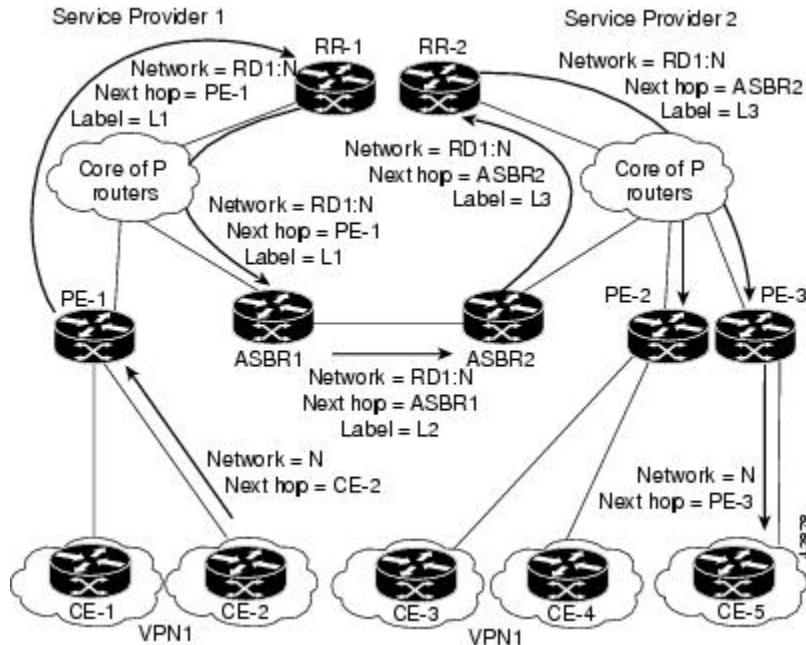 Service Provider 1
Service Provider 2
RR-1
RR-2
Network = RD1:N
Next hop = PE-1
Label = L1
Network = RD1:N
Next hop = ASBR2
Label = L3
Core of P
routers
Network = RD1:N
Next hop = ASBR2
Label = L3
Core of P
routers
Network = RD1:N
Next hop = PE-1
Label = L1
PE-1
PE-2
PE-3
ASBR1
ASBR2
Network = RD1:N
Next hop = ASBR1
Label = L2
Network = N
Next hop = CE-2
Network = N
Next hop = PE-3
CE-1
CE-2
CE-3
CE-4
CE-5
VPN1
VPN1